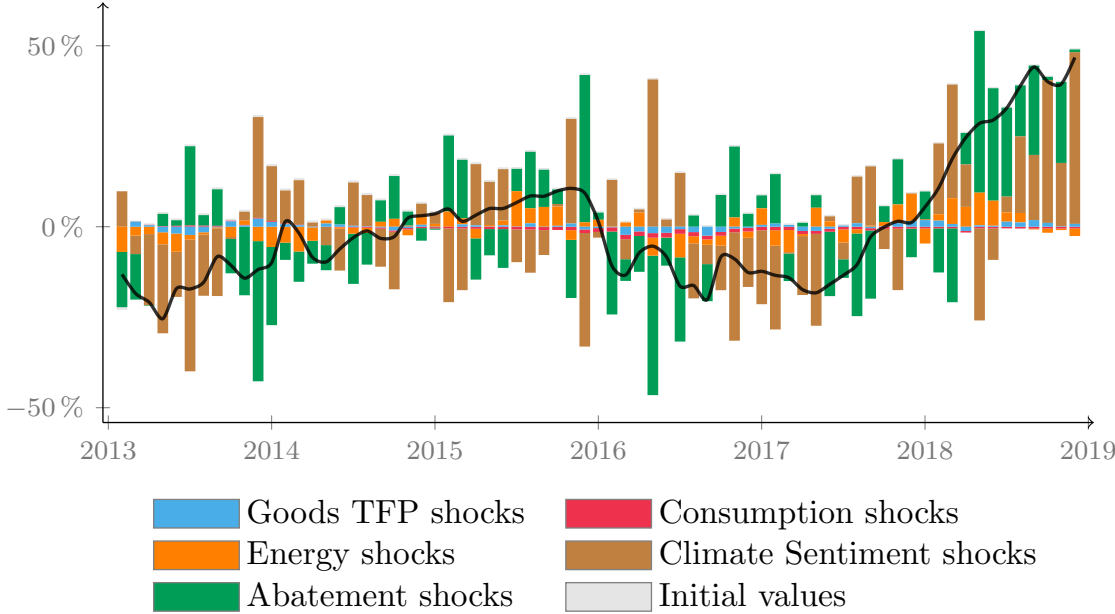 50 %
0 %
−50 %
2013 2014 2015 2016 2017 2018 2019
Goods TFP shocks Consumption shocks
Energy shocks Climate Sentiment shocks
Abatement shocks Initial values